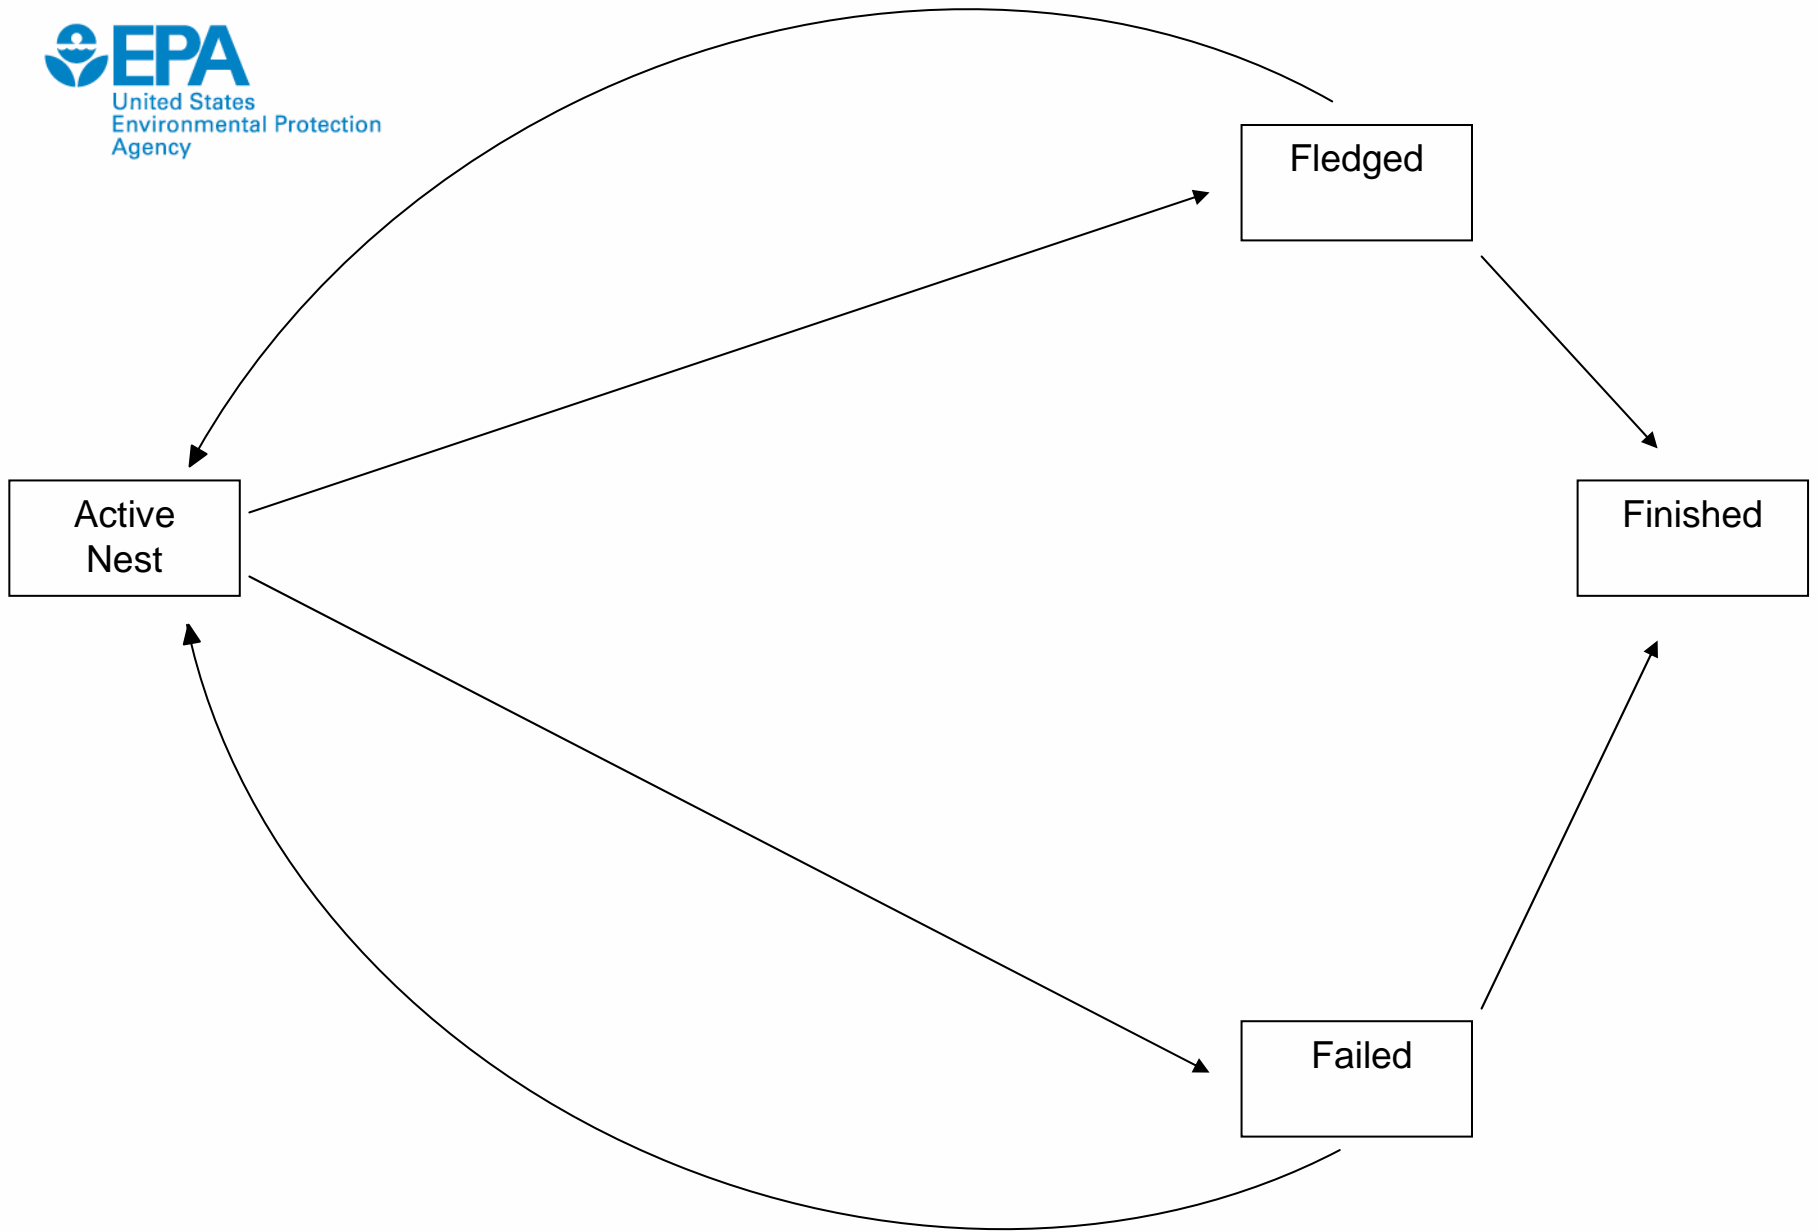 EPA
United States
Environmental Protection
Agency
Fledged
Active
Nest
Finished
Failed